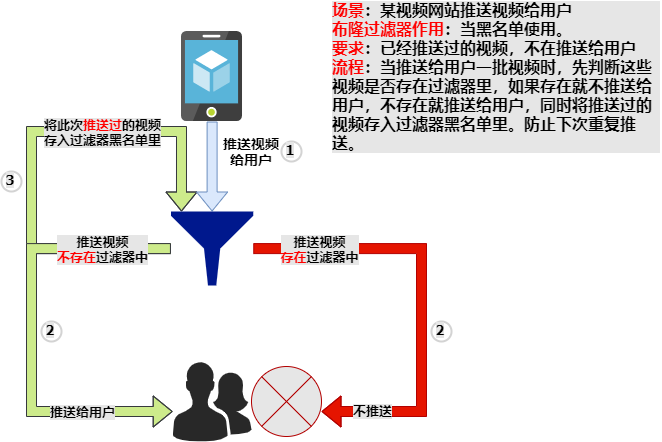 场景：某视频网站推送视频给用户
布隆过滤器作用：当黑名单使用。
要求：已经推送过的视频，不在推送给用户
流程：当推送给用户一批视频时，先判断这些
视频是否存在过滤器里，如果存在就不推送给
用户，不存在就推送给用户，同时将推送过的
视频存入过滤器黑名单里。防止下次重复推
送。
将此次推送过的视频
存入过滤器黑名单里
推送视频
给用户
1
3
推送视频
不存在过滤器中
推送视频
存在过滤器中
2
2
推送给用户
不推送